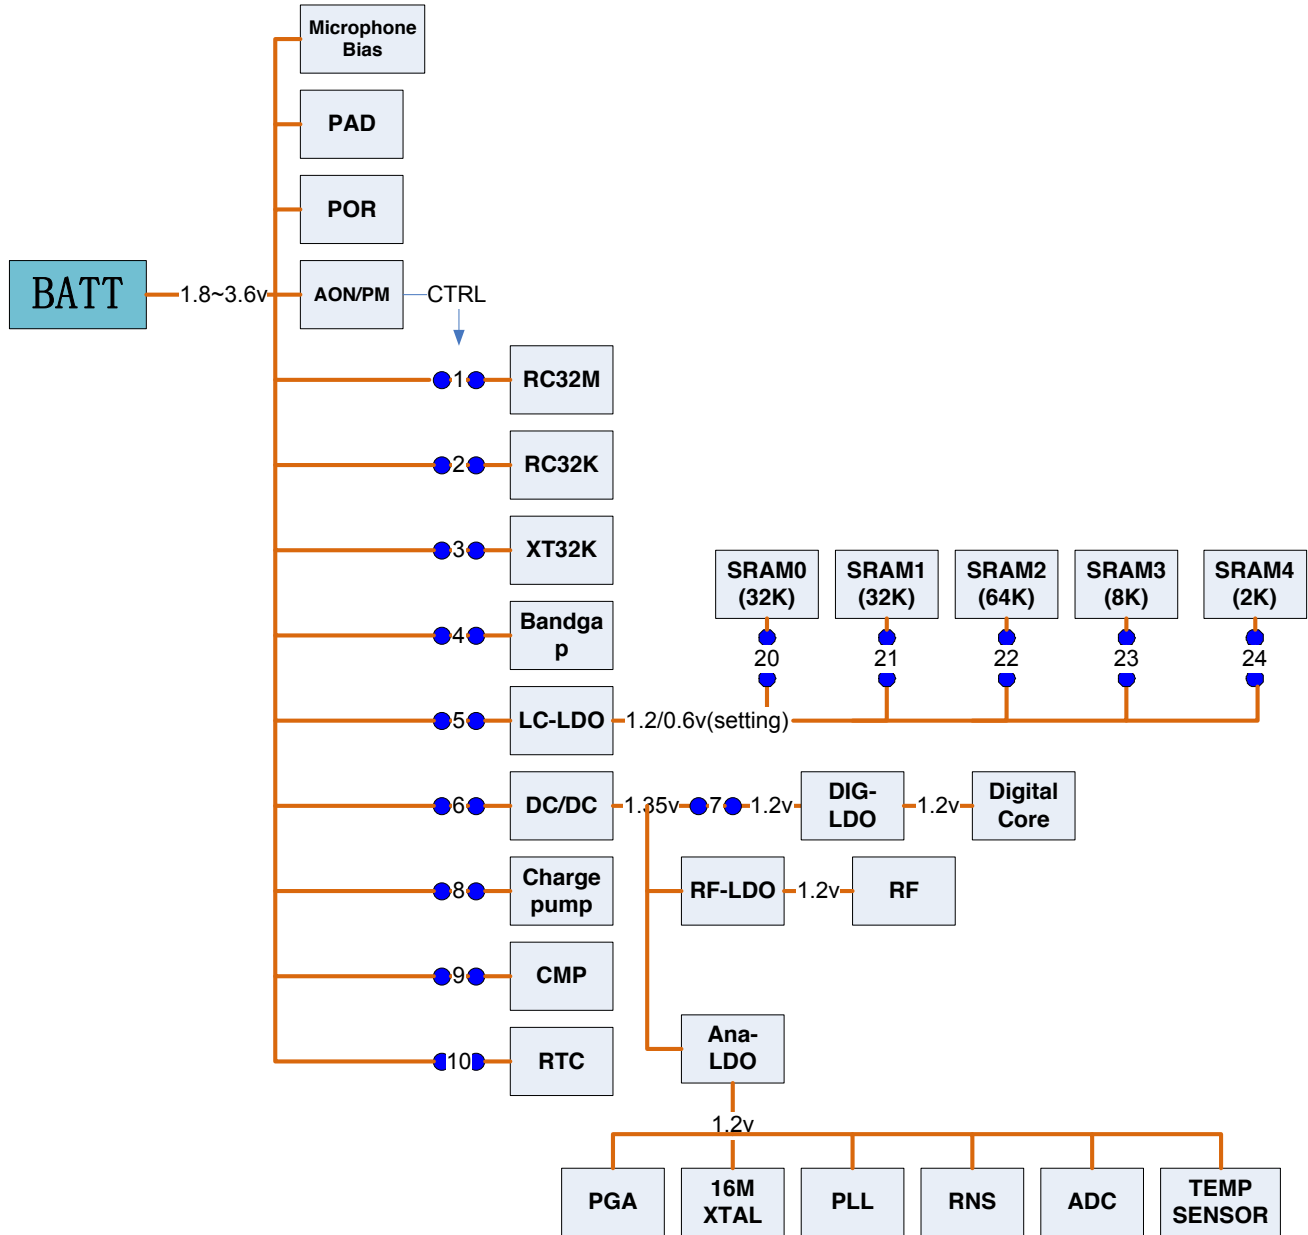 Microphone
Bias
PAD
POR
BATT
1.8~3.6v
AON/PM
CTRL
1
RC32M
2
RC32K
3
XT32K
SRAM0
(32K)
SRAM1
(32K)
SRAM2
(64K)
SRAM3
(8K)
SRAM4
(2K)
20
21
22
23
24
4
Bandga
p
5
LC-LDO
1.2/0.6v(setting)
6
DC/DC
1.35v
7
1.2v
DIG-
LDO
1.2v
Digital
Core
8
Charge
pump
RF-LDO
1.2v
RF
9
CMP
10
RTC
Ana-
LDO
1.2v
PGA
16M
XTAL
PLL
RNS
ADC
TEMP
SENSOR